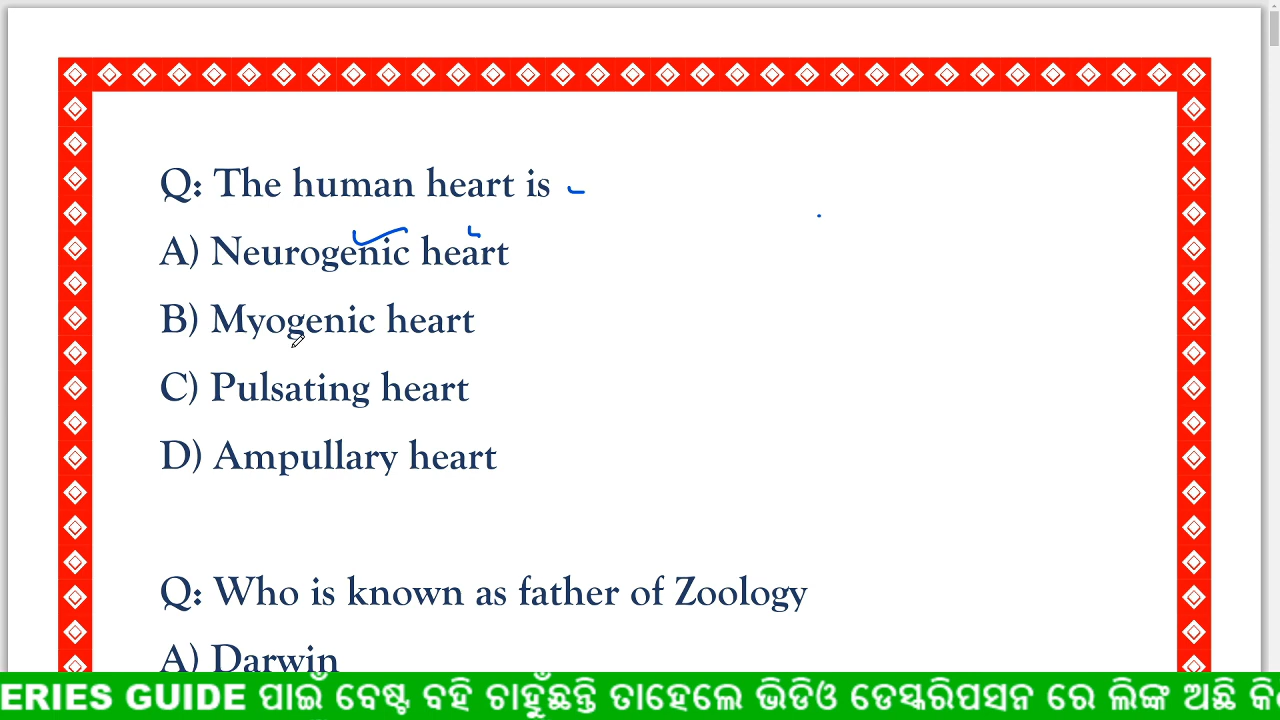 Q: The human heart is
A) Neurogenic heart
B) Myogenic heart
C) Pulsating heart
D) Ampullary heart
Q: Who is known as father of Zoology
A) Darwin
ERIES GUIDE ପାଇଁ ବେଷ୍ଟ ବହି ଚାହୁଁଛନ୍ତି ତାହେଲେ ଭିଡିଓ ଡେସ୍କରିପସନ ରେ ଲିଙ୍କ ଅଛି କି